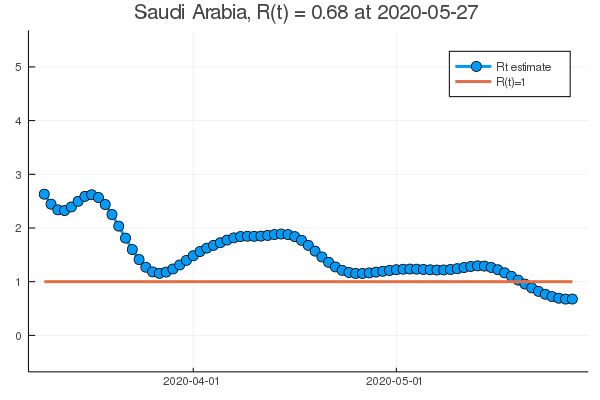 Saudi Arabia, R(t) = 0.68 at 2020-05-27
Rt estimate
R(t)=1
5
4
3
2
1
0
2020-04-01
2020-05-01